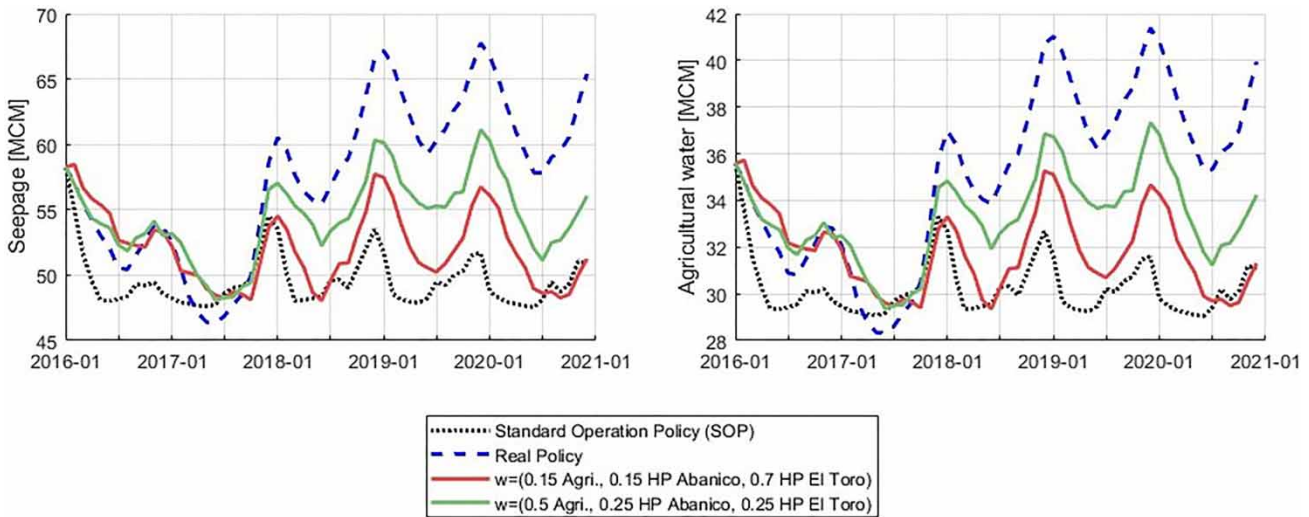 70
65
60
55
50
45
Seepage [MCM]
2016-01 2017-01 2018-01 2019-01 2020-01 2021-01
42
40
38
36
34
32
30
28
Agricultural water [MCM]
2016-01 2017-01 2018-01 2019-01 2020-01 2021-01
Standard Operation Policy (SOP)
Real Policy
w=(0.15 Agri., 0.15 HP Abanico, 0.7 HP El Toro)
w=(0.5 Agri., 0.25 HP Abanico, 0.25 HP El Toro)